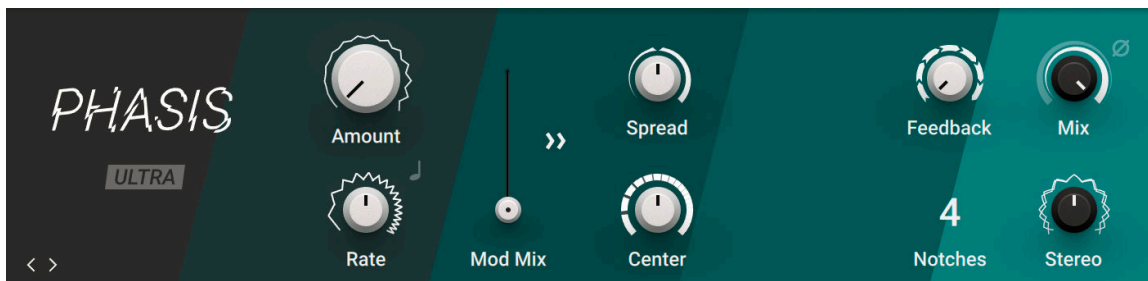 PHASIS
ULTRA
Amount
Rate
Mod Mix
Spread
Center
Feedback
4
Notches
Mix
Stereo